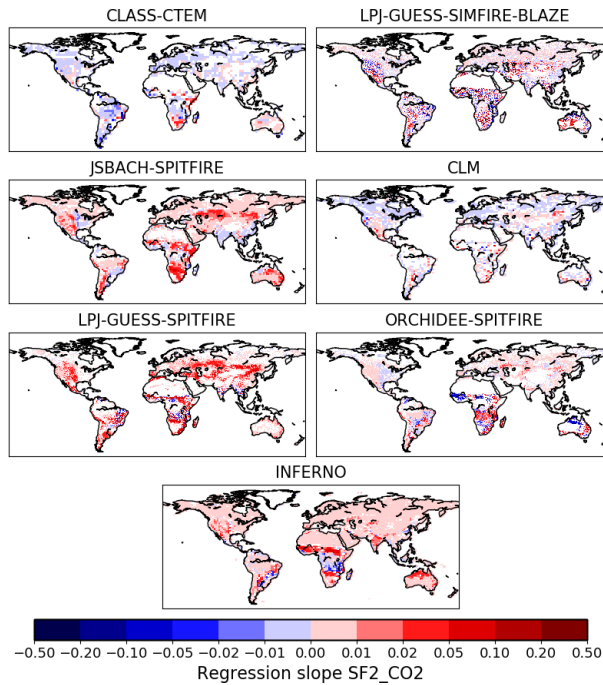 CLASS-CTEM
LPJ-GUESS-SIMFIRE-BLAZE
JSBACH-SPITFIRE
CLM
LPJ-GUESS-SPITFIRE
ORCHIDEE-SPITFIRE
INFERNO
−0.50 −0.20 −0.10 −0.05 −0.02 −0.01 0.00 0.01 0.02 0.05 0.10 0.20 0.50
Regression slope SF2_CO2